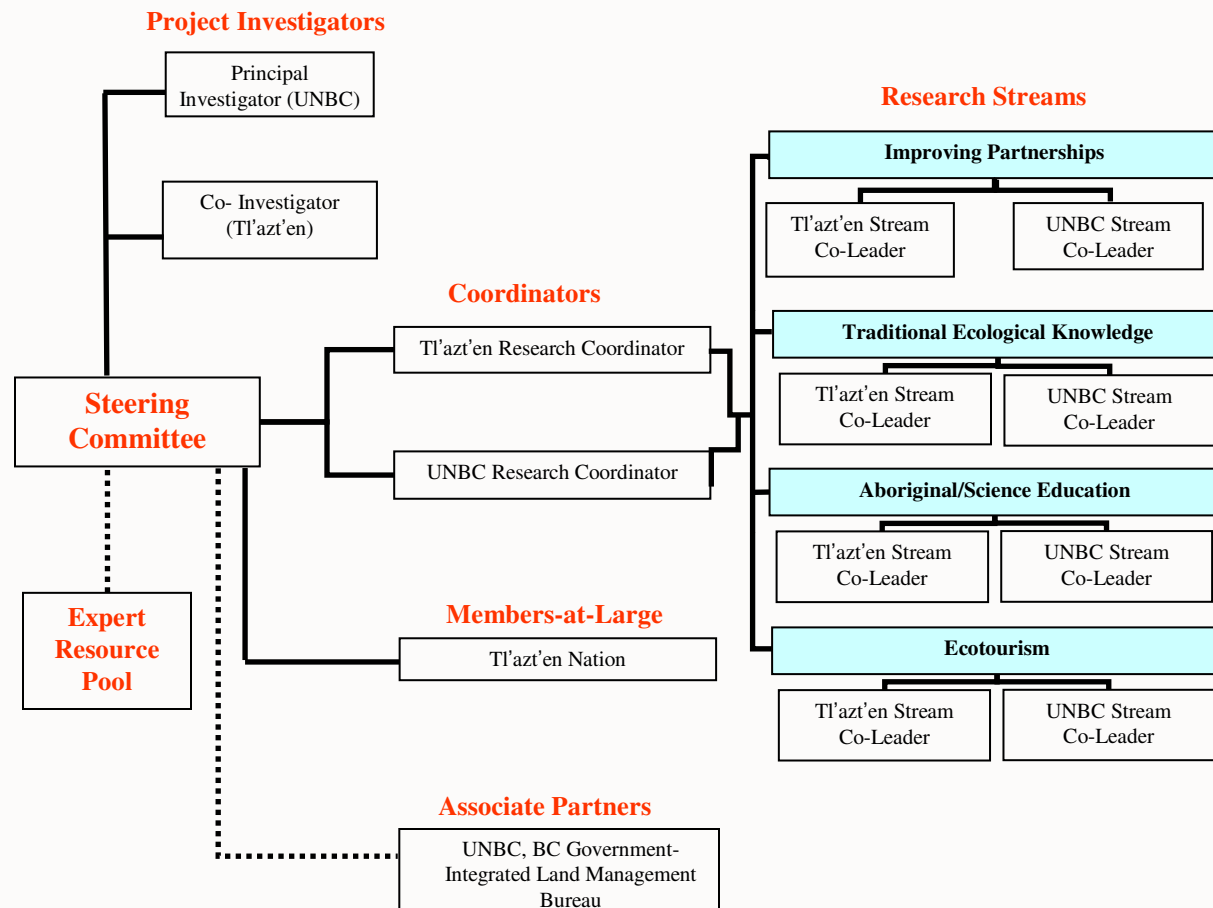 Project Investigators
Principal
Investigator (UNBC)
Co- Investigator
(Tl'azt'en)
Steering
Committee
Expert
Resource
Pool
Coordinators
Tl'azt'en Research Coordinator
UNBC Research Coordinator
Members-at-Large
Tl'azt'en Nation
Associate Partners
UNBC, BC Government-
Integrated Land Management
Bureau
Research Streams
Improving Partnerships
Tl'azt'en Stream
Co-Leader
UNBC Stream
Co-Leader
Traditional Ecological Knowledge
Tl'azt'en Stream
Co-Leader
UNBC Stream
Co-Leader
Aboriginal/Science Education
Tl'azt'en Stream
Co-Leader
UNBC Stream
Co-Leader
Ecotourism
Tl'azt'en Stream
Co-Leader
UNBC Stream
Co-Leader